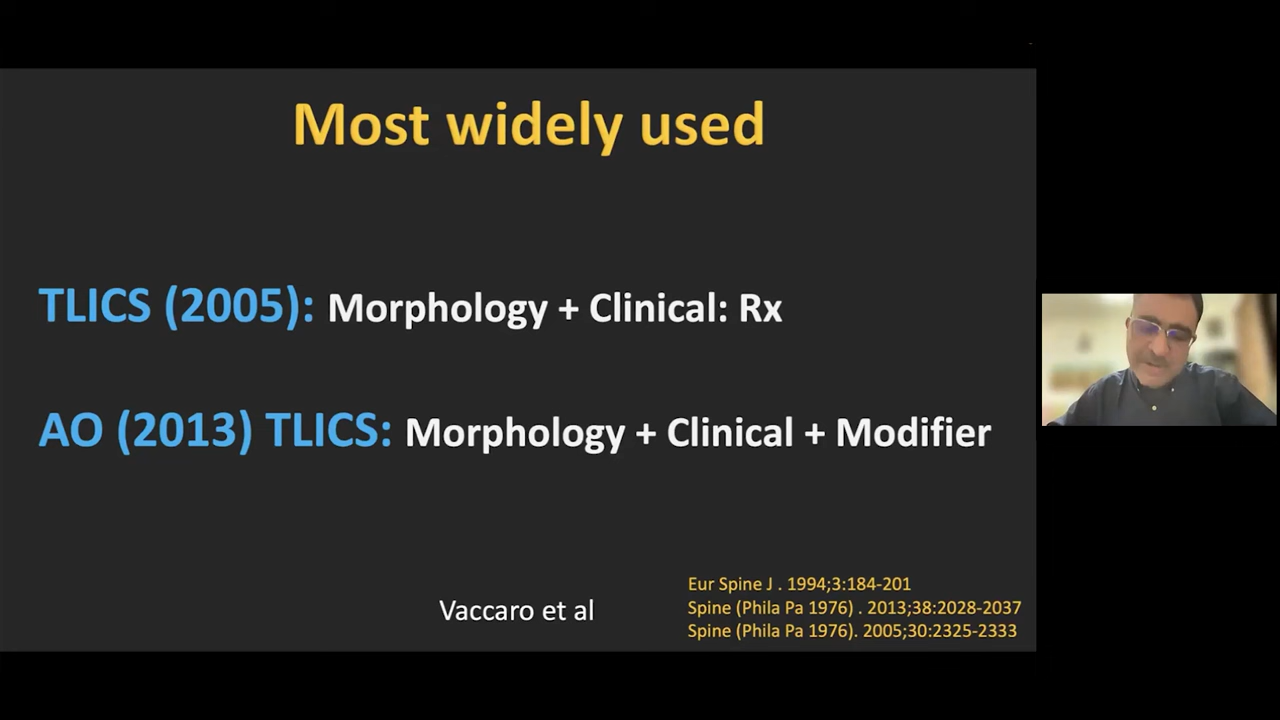 Most widely used
TLICS (2005): Morphology + Clinical: Rx
AO (2013) TLICS: Morphology + Clinical + Modifier
Vaccaro et al
Eur Spine J . 1994;3:184-201
Spine (Phila Pa 1976) . 2013;38:2028-2037
Spine (Phila Pa 1976). 2005;30:2325-2333